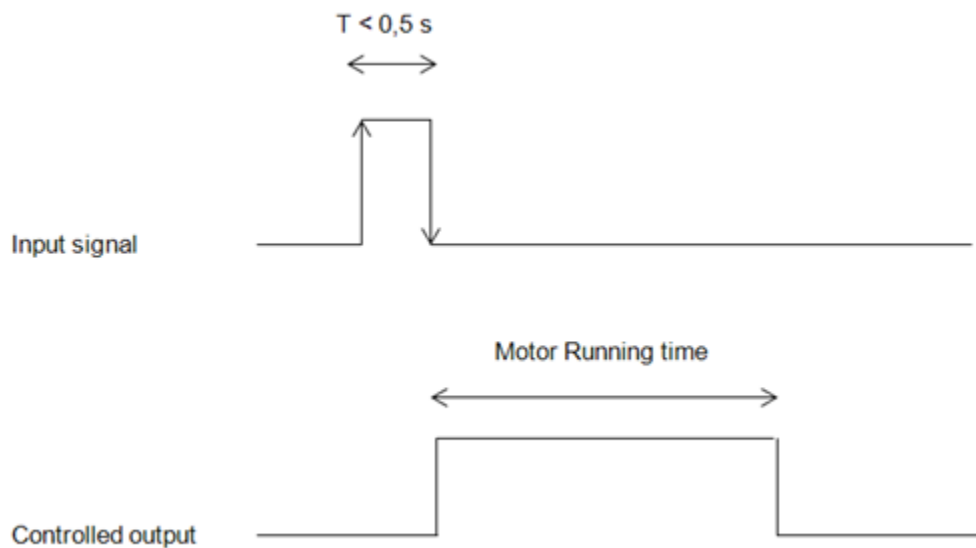 T < 0,5 s
Input signal
Motor Running time
Controlled output